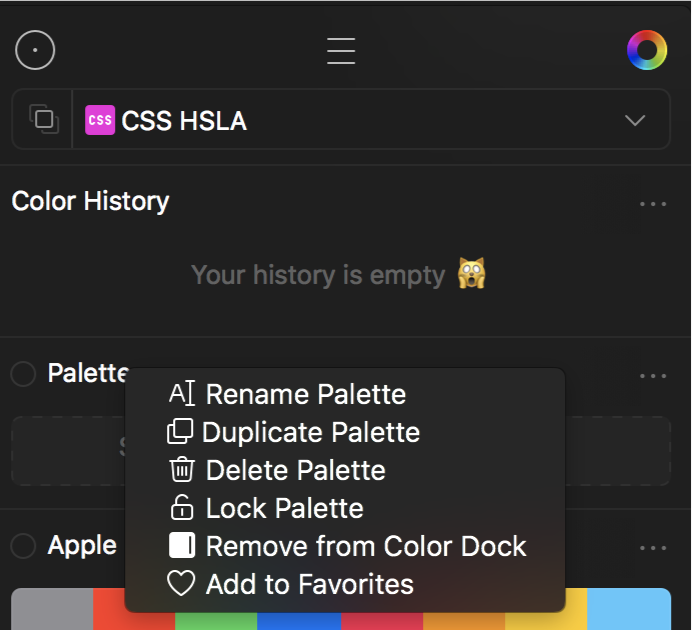 CSS CSS HSLA
Color History
Your history is empty
Palette
Rename Palette
Duplicate Palette
Delete Palette
Lock Palette
Remove from Color Dock
Add to Favorites
Apple